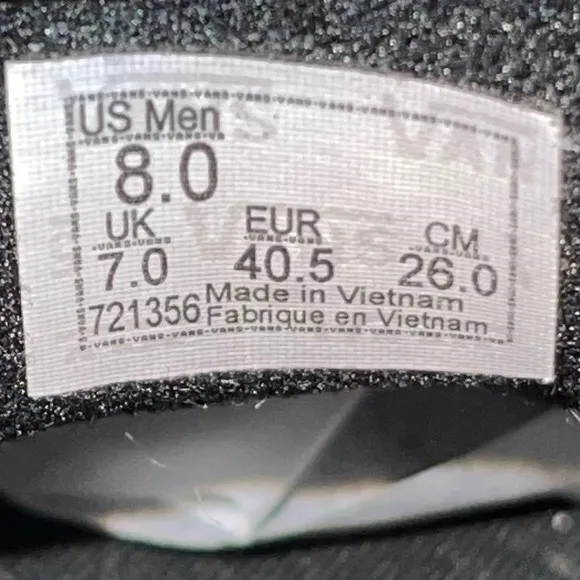 US Men
8.0
UK EUR CM
7.0 40.5 26.0
721356 Made in Vietnam
Fabrique en Vietnam